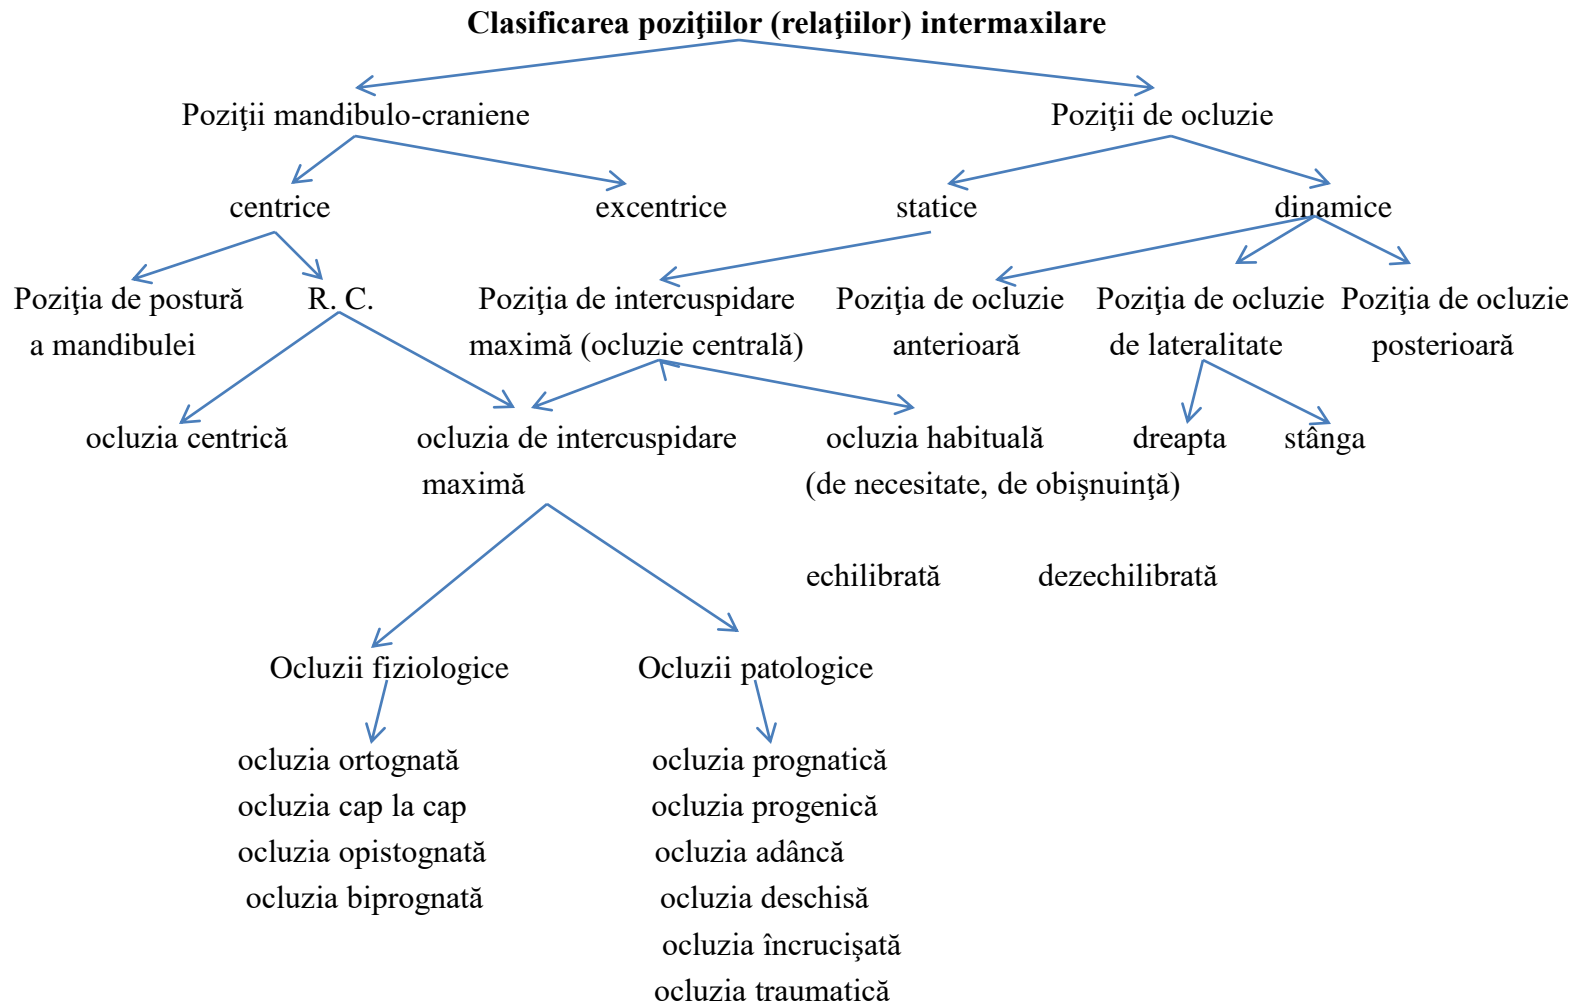 Clasificarea poziţiilor (relaţiilor) intermaxilare
Poziţii mandibulo-craniene Poziţii de ocluzie
centrice excentrice statice dinamice
Poziţia de postură R. C. Poziţia de intercuspidare Poziţia de ocluzie Poziţia de ocluzie Poziţia de ocluzie
a mandibulei maximă (ocluzie centrală) anterioară de lateralitate posterioară
ocluzia centrică ocluzia de intercuspidare ocluzia habituală dreapta stânga
maximă (de necesitate, de obişnuinţă)
echilibrată dezechilibrată
Ocluzii fiziologice Ocluzii patologice
ocluzia ortognată ocluzia prognatică
ocluzia cap la cap ocluzia progenică
ocluzia opistognată ocluzia adâncă
ocluzia biprognată ocluzia deschisă
ocluzia încrucişată
ocluzia traumatică